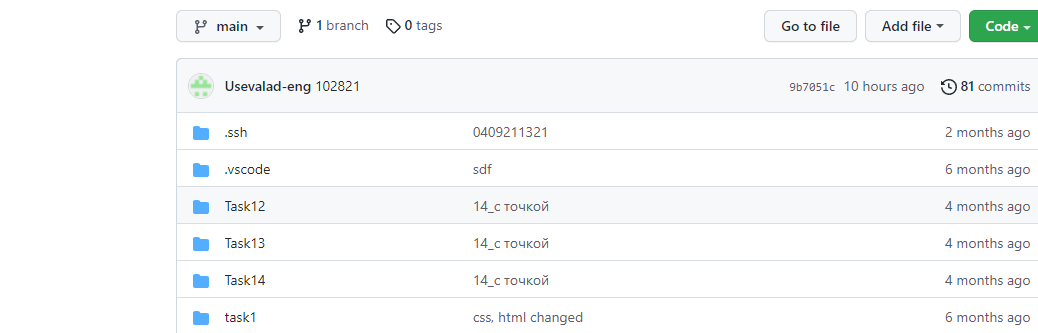 main 1 branch 0 tags Go to file Add file Code
Usevalad-eng 102821 9b7051c 10 hours ago 81 commits
.ssh 0409211321 2 months ago
.vscode sdf 6 months ago
Task12 14_с точкой 4 months ago
Task13 14_с точкой 4 months ago
Task14 14_с точкой 4 months ago
task1 css, html changed 6 months ago